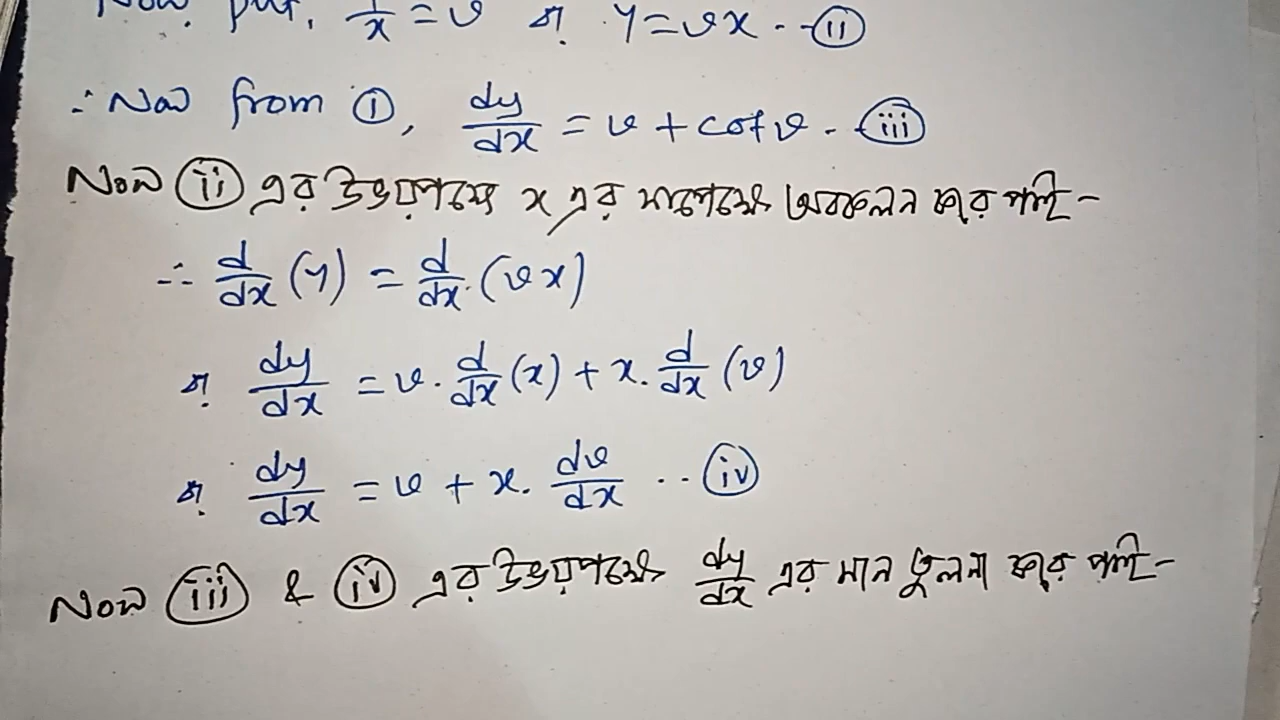 Now put, y/x = v বা, y = vx --(ii)
∴ Now from (i), dy/dx = v + cot v - (iii)
Now (ii) এর উভয়পক্ষে x এর সাপেক্ষে অবকলন করে পাই-
∴ d/dx (y) = d/dx (vx)
বা, dy/dx = v. d/dx (x) + x. d/dx (v)
বা, dy/dx = v + x. dv/dx .. (iv)
Now (iii) & (iv) এর উভয়পক্ষে dy/dx এর মান তুলনা করে পাই-